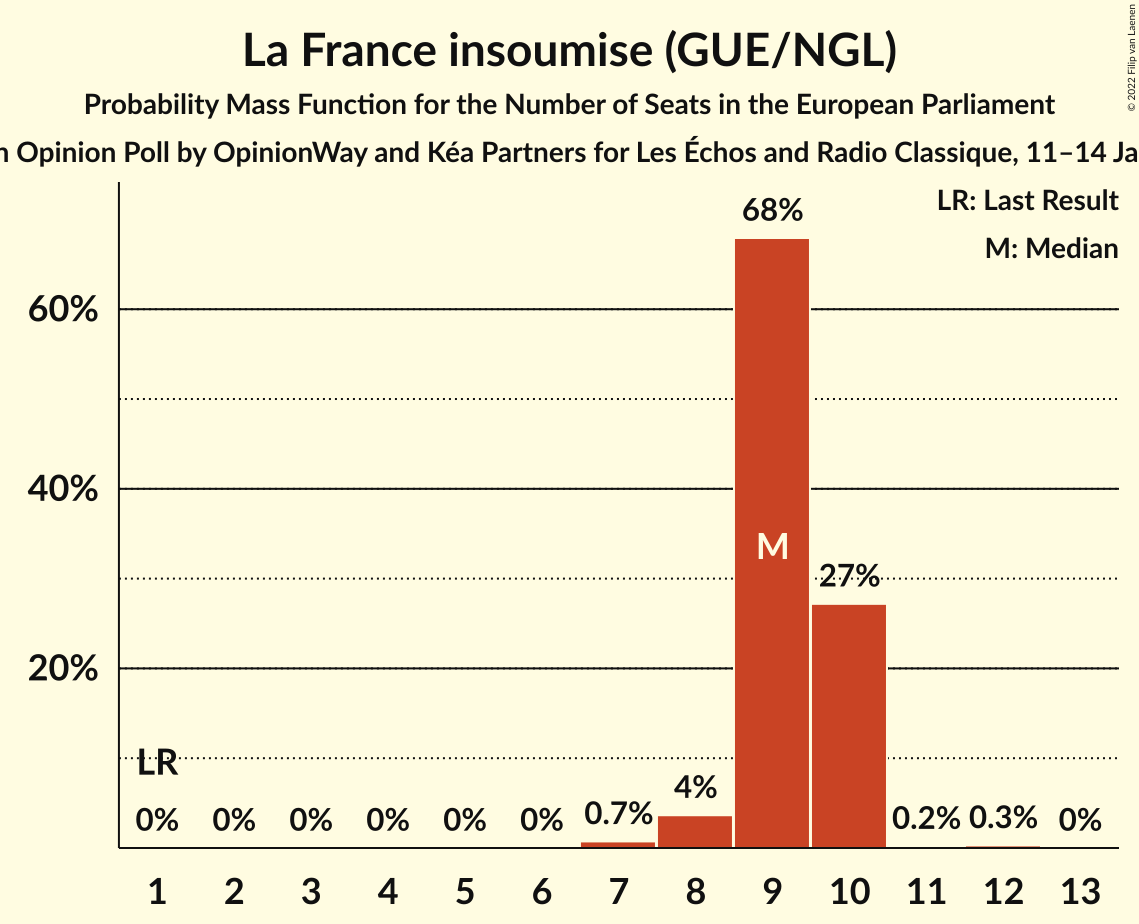 La France insoumise (GUE/NGL)
Probability Mass Function for the Number of Seats in the European Parliament
Opinion Poll by OpinionWay and Kéa Partners for Les Échos and Radio Classique, 11–14
© 2022 Filip van Laenen
LR: Last Result
M: Median
68%
60%
40%
M
27%
20%
LR
0% 0% 0% 0% 0% 0% 0.7% 4% 0.2% 0.3% 0%
1 2 3 4 5 6 7 8 9 10 11 12 13